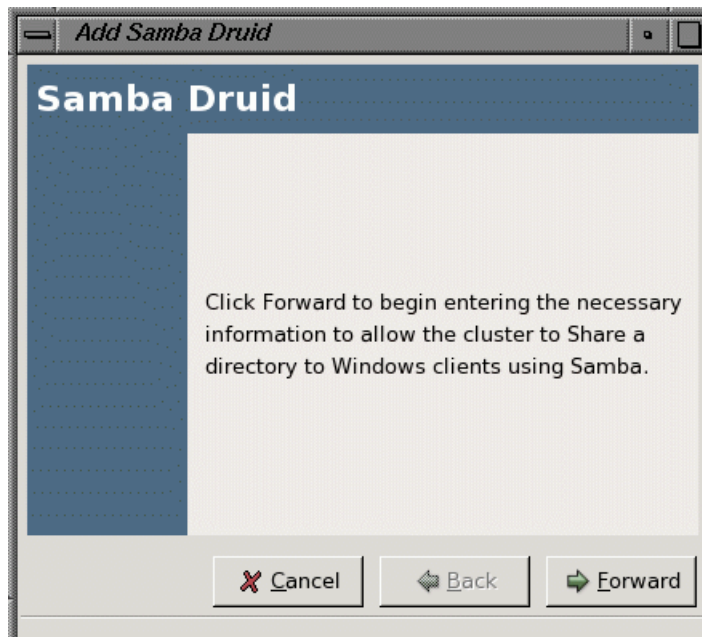 Add Samba Druid
Samba Druid
Click Forward to begin entering the necessary
information to allow the cluster to Share a
directory to Windows clients using Samba.
Cancel
Back
Forward